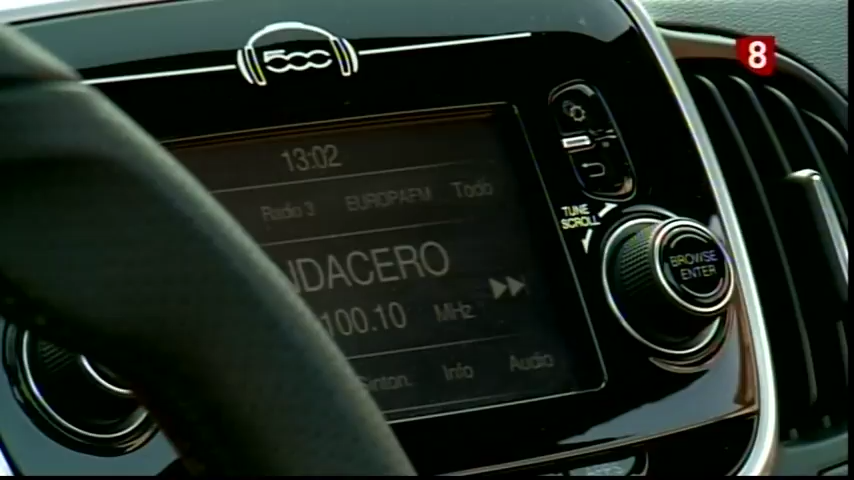 500
8
13:02
Radio 3 EUROPAFM Todo
NDACERO
100.10 MHz
Sinton. Info Audio
TUNE
SCROLL
BROWSE
ENTER
APPS